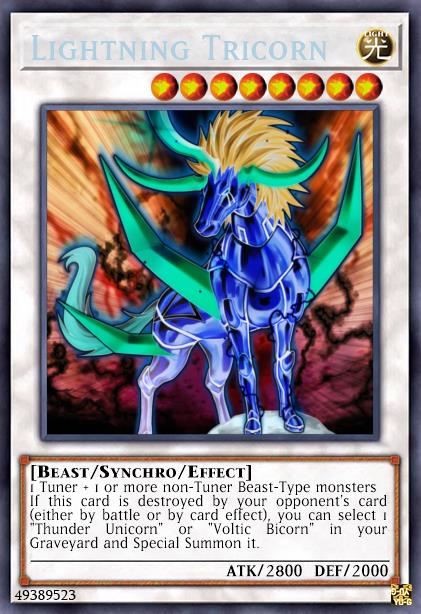 Lightning Tricorn
LIGHT
光
[Beast/Synchro/Effect]
1 Tuner + 1 or more non-Tuner Beast-Type monsters
If this card is destroyed by your opponent's card
(either by battle or by card effect), you can select 1
"Thunder Unicorn" or "Voltic Bicorn" in your
Graveyard and Special Summon it.
ATK/2800 DEF/2000
49389523